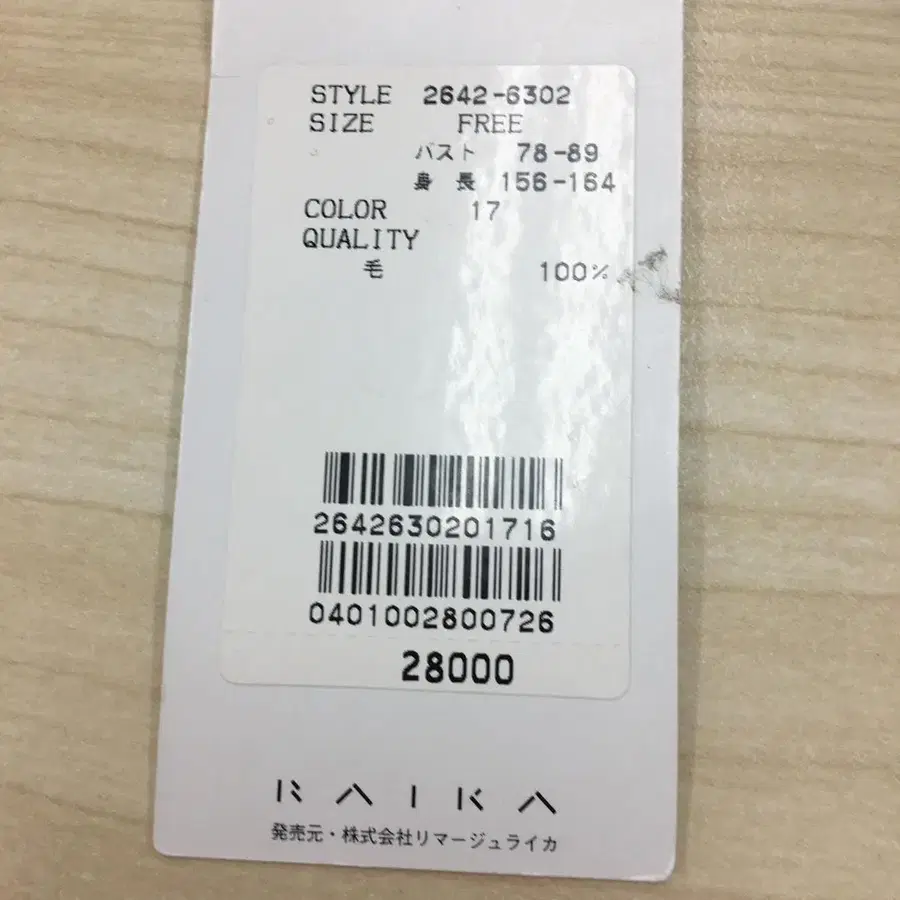 STYLE 2642-6302
SIZE FREE
バスト 78-89
身長 156-164
COLOR 17
QUALITY
毛 100%
2642630201716
0401002800726
28000
RAIKA
発売元・株式会社リマージュライカ